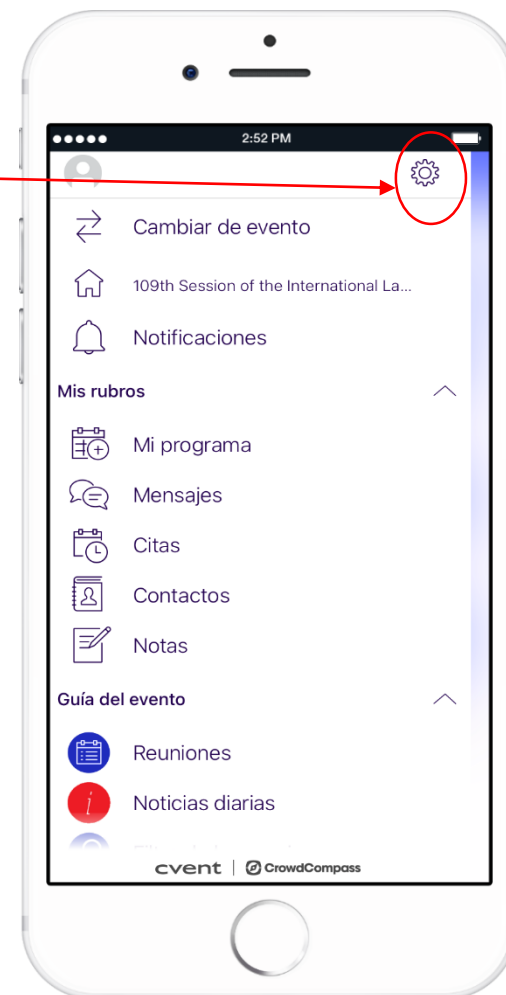 2:52 PM
Cambiar de evento
109th Session of the International La...
Notificaciones
Mis rubros
Mi programa
Mensajes
Citas
Contactos
Notas
Guía del evento
Reuniones
i
Noticias diarias
cvent | CrowdCompass